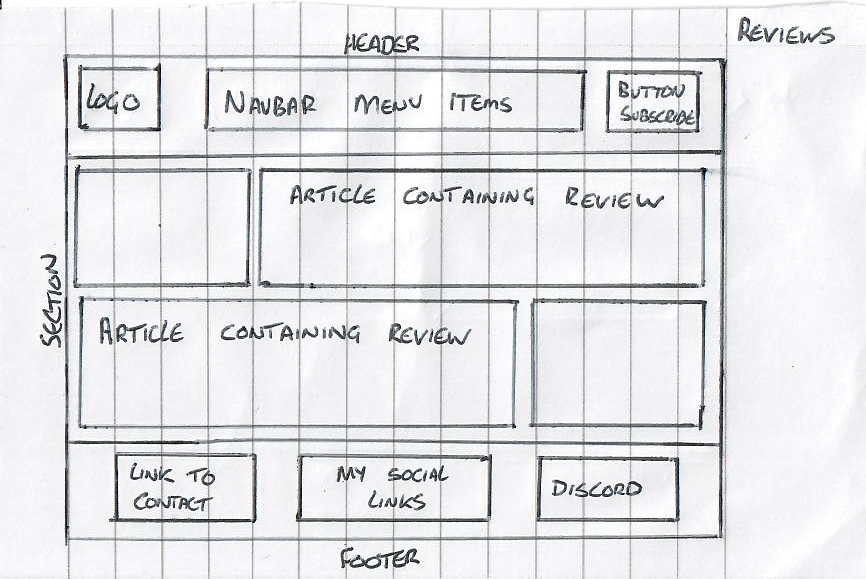 REVIEWS
HEADER
LOGO
NAVBAR MENU ITEMS
BUTTON
SUBSCRIBE
ARTICLE CONTAINING REVIEW
SECTION
ARTICLE CONTAINING REVIEW
LINK TO
CONTACT
MY SOCIAL
LINKS
DISCORD
FOOTER